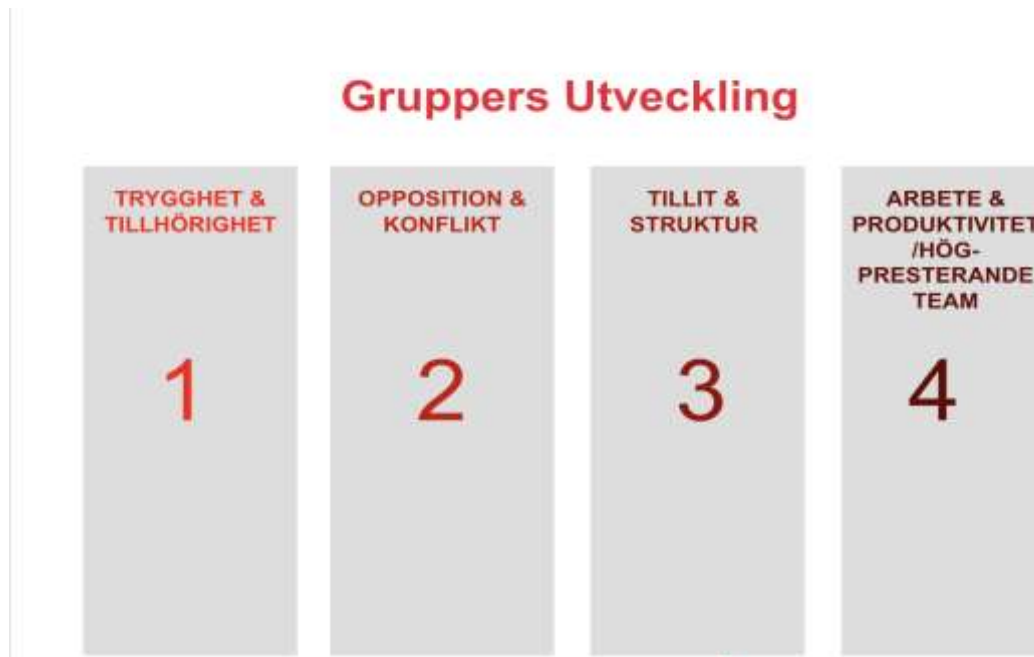 Gruppers Utveckling
TRYGGHET &
TILLHÖRIGHET
1
OPPOSITION &
KONFLIKT
2
TILLIT &
STRUKTUR
3
ARBETE &
PRODUKTIVITET
/HÖG-
PRESTERANDE
TEAM
4